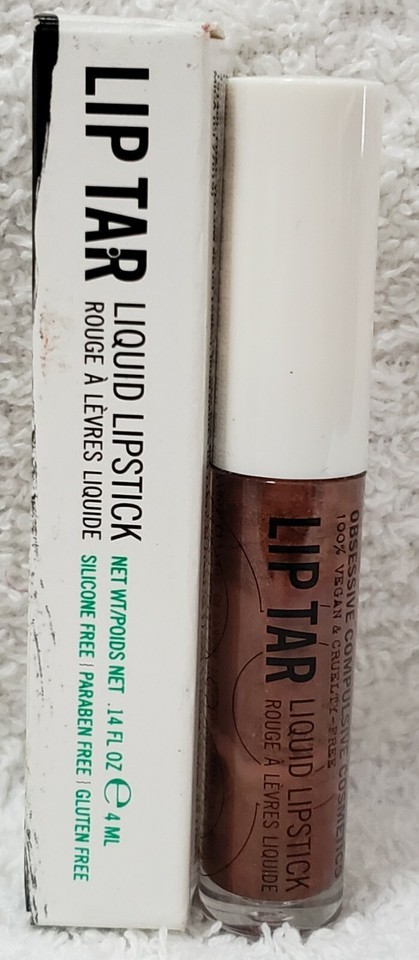 LIP TAR
LIQUID LIPSTICK
ROUGE À LÈVRES LIQUIDE
NET WT/POIDS NET .14 FL OZ ℮ 4 ML
SILICONE FREE | PARABEN FREE | GLUTEN FREE
OBSESSIVE COMPULSIVE COSMETICS
100% VEGAN & CRUELTY-FREE
LIP TAR
LIQUID LIPSTICK
ROUGE À LÈVRES LIQUIDE